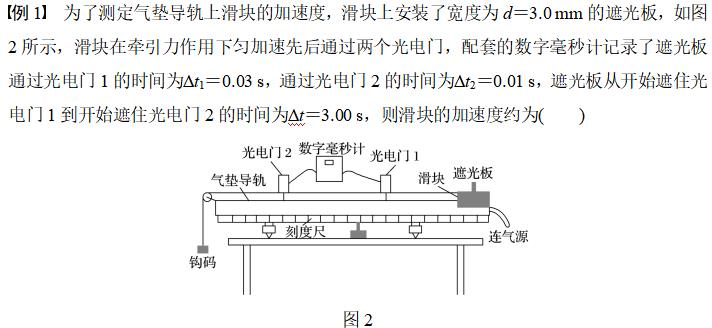 【例1】 为了测定气垫导轨上滑块的加速度，滑块上安装了宽度为 d＝3.0 mm 的遮光板，如图
2 所示，滑块在牵引力作用下匀加速先后通过两个光电门，配套的数字毫秒计记录了遮光板
通过光电门 1 的时间为Δt₁＝0.03 s，通过光电门 2 的时间为Δt₂＝0.01 s，遮光板从开始遮住光
电门 1 到开始遮住光电门 2 的时间为Δt＝3.00 s，则滑块的加速度约为(　　)
光电门 2 数字毫秒计 光电门 1
气垫导轨 滑块 遮光板
刻度尺 连气源
钩码
图 2